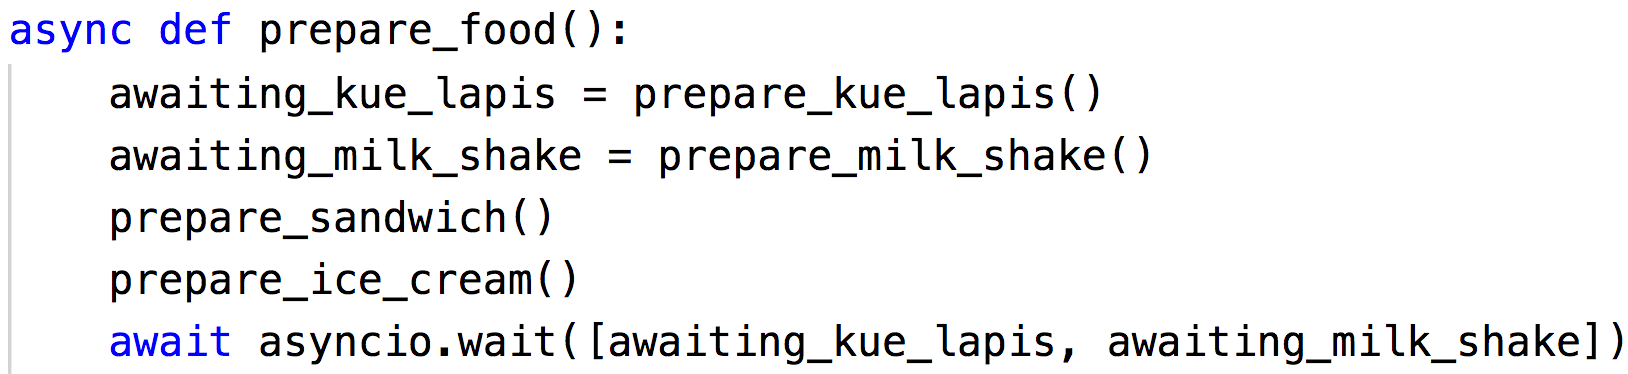 async def prepare_food():
    awaiting_kue_lapis = prepare_kue_lapis()
    awaiting_milk_shake = prepare_milk_shake()
    prepare_sandwich()
    prepare_ice_cream()
    await asyncio.wait([awaiting_kue_lapis, awaiting_milk_shake])